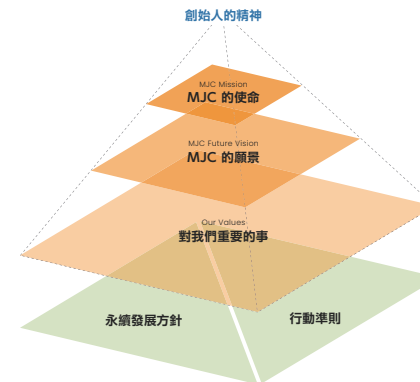 創始人的精神
MJC Mission
MJC 的使命
MJC Future Vision
MJC 的願景
Our Values
對我們重要的事
永續發展方針
行動準則